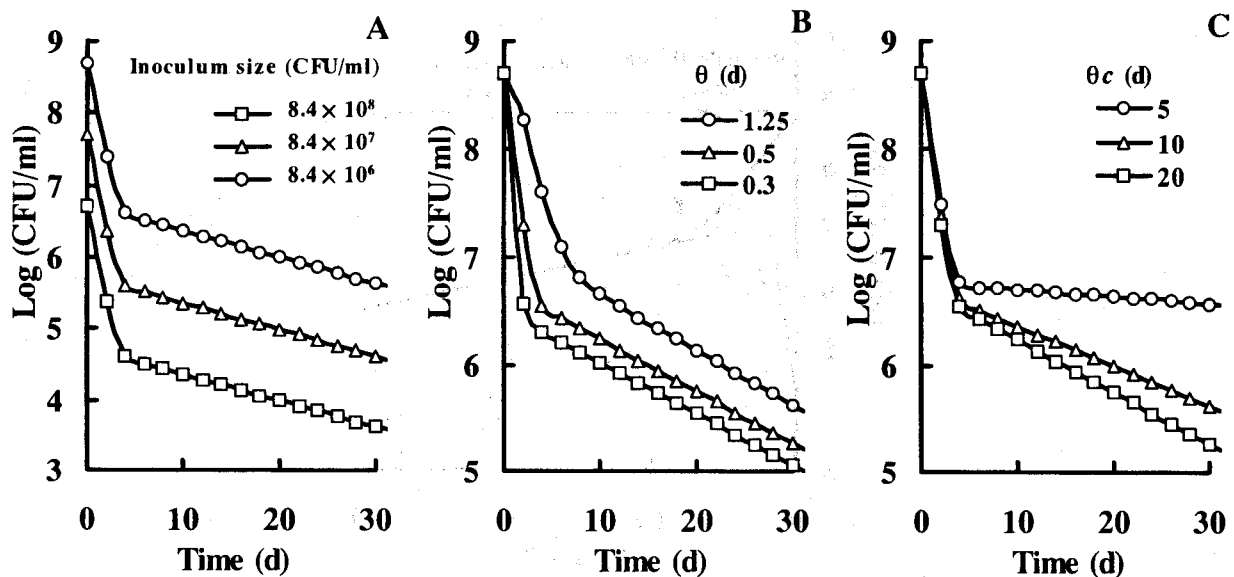 A
Inoculum size (CFU/ml)
8.4 × 10⁸
8.4 × 10⁷
8.4 × 10⁶
Log (CFU/ml)
9
8
7
6
5
4
3
0 10 20 30
Time (d)
B
θ (d)
1.25
0.5
0.3
Log (CFU/ml)
9
8
7
6
5
0 10 20 30
Time (d)
C
θc (d)
5
10
20
Log (CFU/ml)
9
8
7
6
5
0 10 20 30
Time (d)